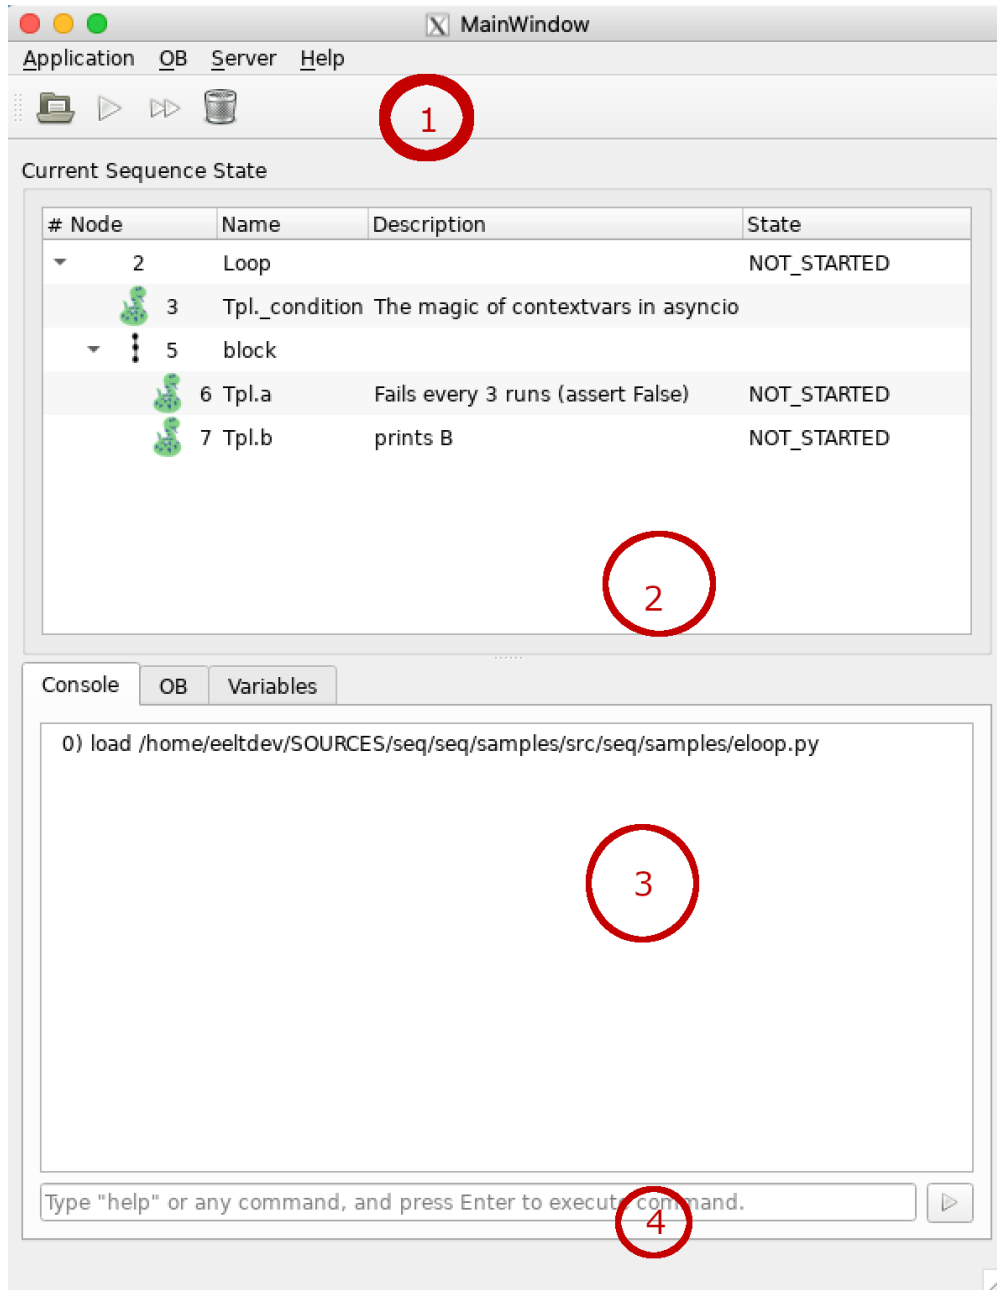 MainWindow
Application OB Server Help
1
Current Sequence State
# Node Name Description State
2 Loop NOT_STARTED
3 Tpl._condition The magic of contextvars in asyncio
5 block
6 Tpl.a Fails every 3 runs (assert False) NOT_STARTED
7 Tpl.b prints B NOT_STARTED
2
Console OB Variables
0) load /home/eeltdev/SOURCES/seq/seq/samples/src/seq/samples/eloop.py
3
Type "help" or any command, and press Enter to execute command.
4